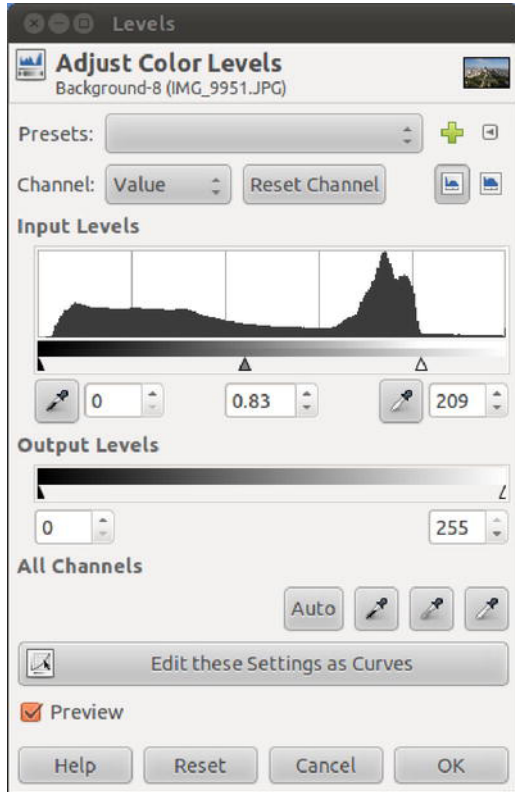 Levels
Adjust Color Levels
Background-8 (IMG_9951.JPG)
Presets:
Channel: Value Reset Channel
Input Levels
0 0.83 209
Output Levels
0 255
All Channels
Auto
Edit these Settings as Curves
Preview
Help Reset Cancel OK